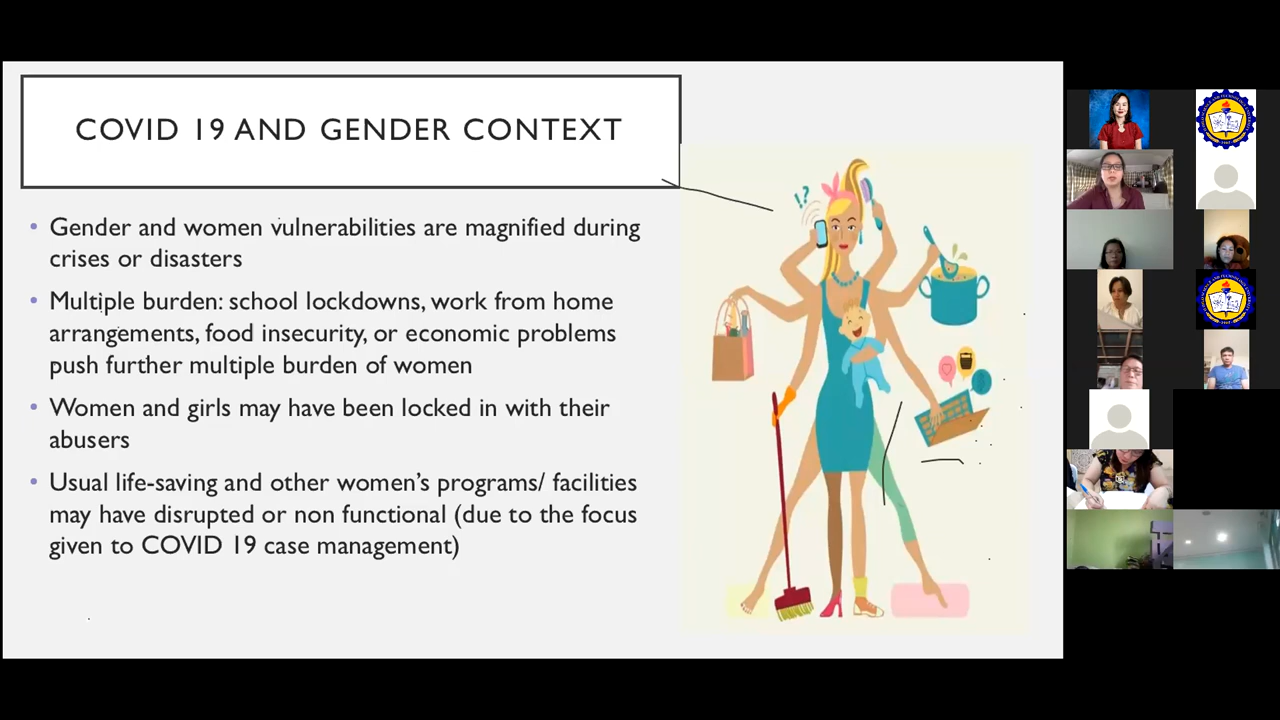 COVID 19 AND GENDER CONTEXT
• Gender and women vulnerabilities are magnified during
crises or disasters
• Multiple burden: school lockdowns, work from home
arrangements, food insecurity, or economic problems
push further multiple burden of women
• Women and girls may have been locked in with their
abusers
• Usual life-saving and other women's programs/ facilities
may have disrupted or non functional (due to the focus
given to COVID 19 case management)
!?